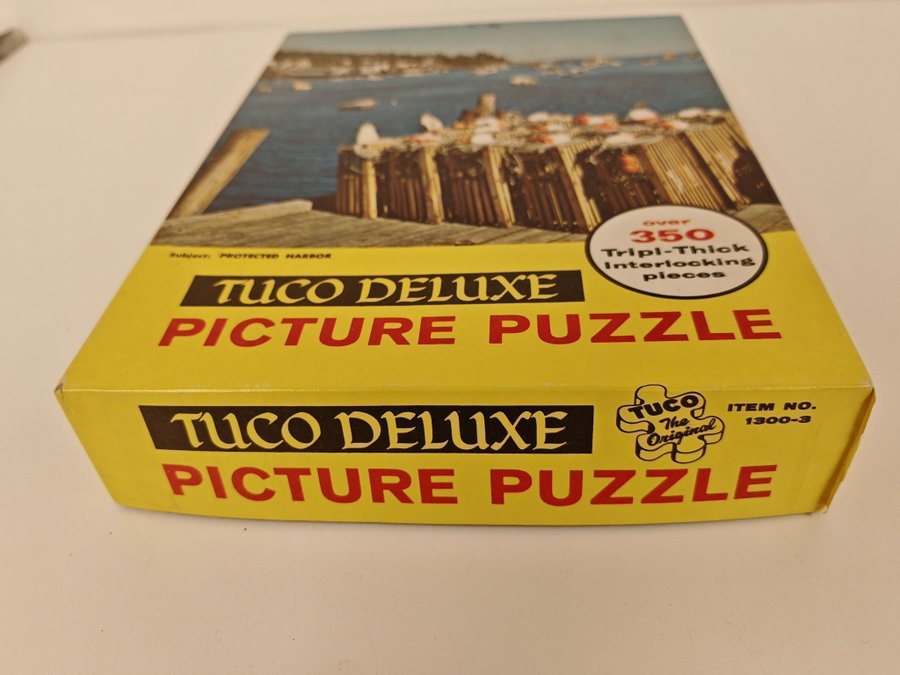 over
350
Tripl-Thick
Interlocking
pieces
Subject: PROTECTED HARBOR
TUCO DELUXE
PICTURE PUZZLE
TUCO DELUXE
PICTURE PUZZLE
TUCO
The
Original
ITEM NO.
1300-3